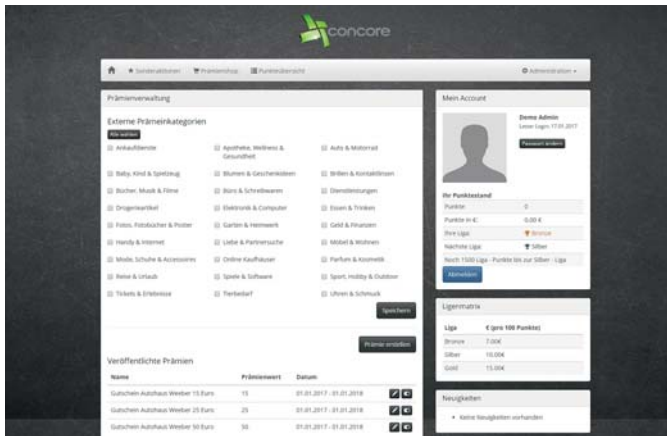 concore
Sonderaktionen Prämienshop Punkteübersicht Administration
Prämienverwaltung
Externe Prämeinkategorien
Alle wählen
Ankaufdienste
Apotheke, Wellness &
Gesundheit
Auto & Motorrad
Baby, Kind & Spielzeug
Blumen & Geschenkideen
Brillen & Kontaktlinsen
Bücher, Musik & Filme
Büro & Schreibwaren
Dienstleistungen
Drogerieartikel
Elektronik & Computer
Essen & Trinken
Fotos, Fotobücher & Poster
Garten & Heimwerk
Geld & Finanzen
Handy & Internet
Liebe & Partnersuche
Möbel & Wohnen
Mode, Schuhe & Accessoires
Online Kaufhäuser
Parfum & Kosmetik
Reise & Urlaub
Spiele & Software
Sport, Hobby & Outdoor
Tickets & Erlebnisse
Tierbedarf
Uhren & Schmuck
Speichern
Prämie erstellen
Veröffentlichte Prämien
Name Prämienwert Datum
Gutschein Autohaus Weeber 15 Euro 15 01.01.2017 - 01.01.2018
Gutschein Autohaus Weeber 25 Euro 25 01.01.2017 - 01.01.2018
Gutschein Autohaus Weeber 50 Euro 50 01.01.2017 - 01.01.2018
Mein Account
Demo Admin
Letzer Login: 17.01.2017
Passwort ändern
Ihr Punktestand
Punkte: 0
Punkte in €: 0,00 €
Ihre Liga: Bronze
Nächste Liga: Silber
Noch 1500 Liga - Punkte bis zur Silber - Liga
Abmelden
Ligenmatrix
Liga € (pro 100 Punkte)
Bronze 7.00€
Silber 10.00€
Gold 15.00€
Neuigkeiten
Keine Neuigkeiten vorhanden